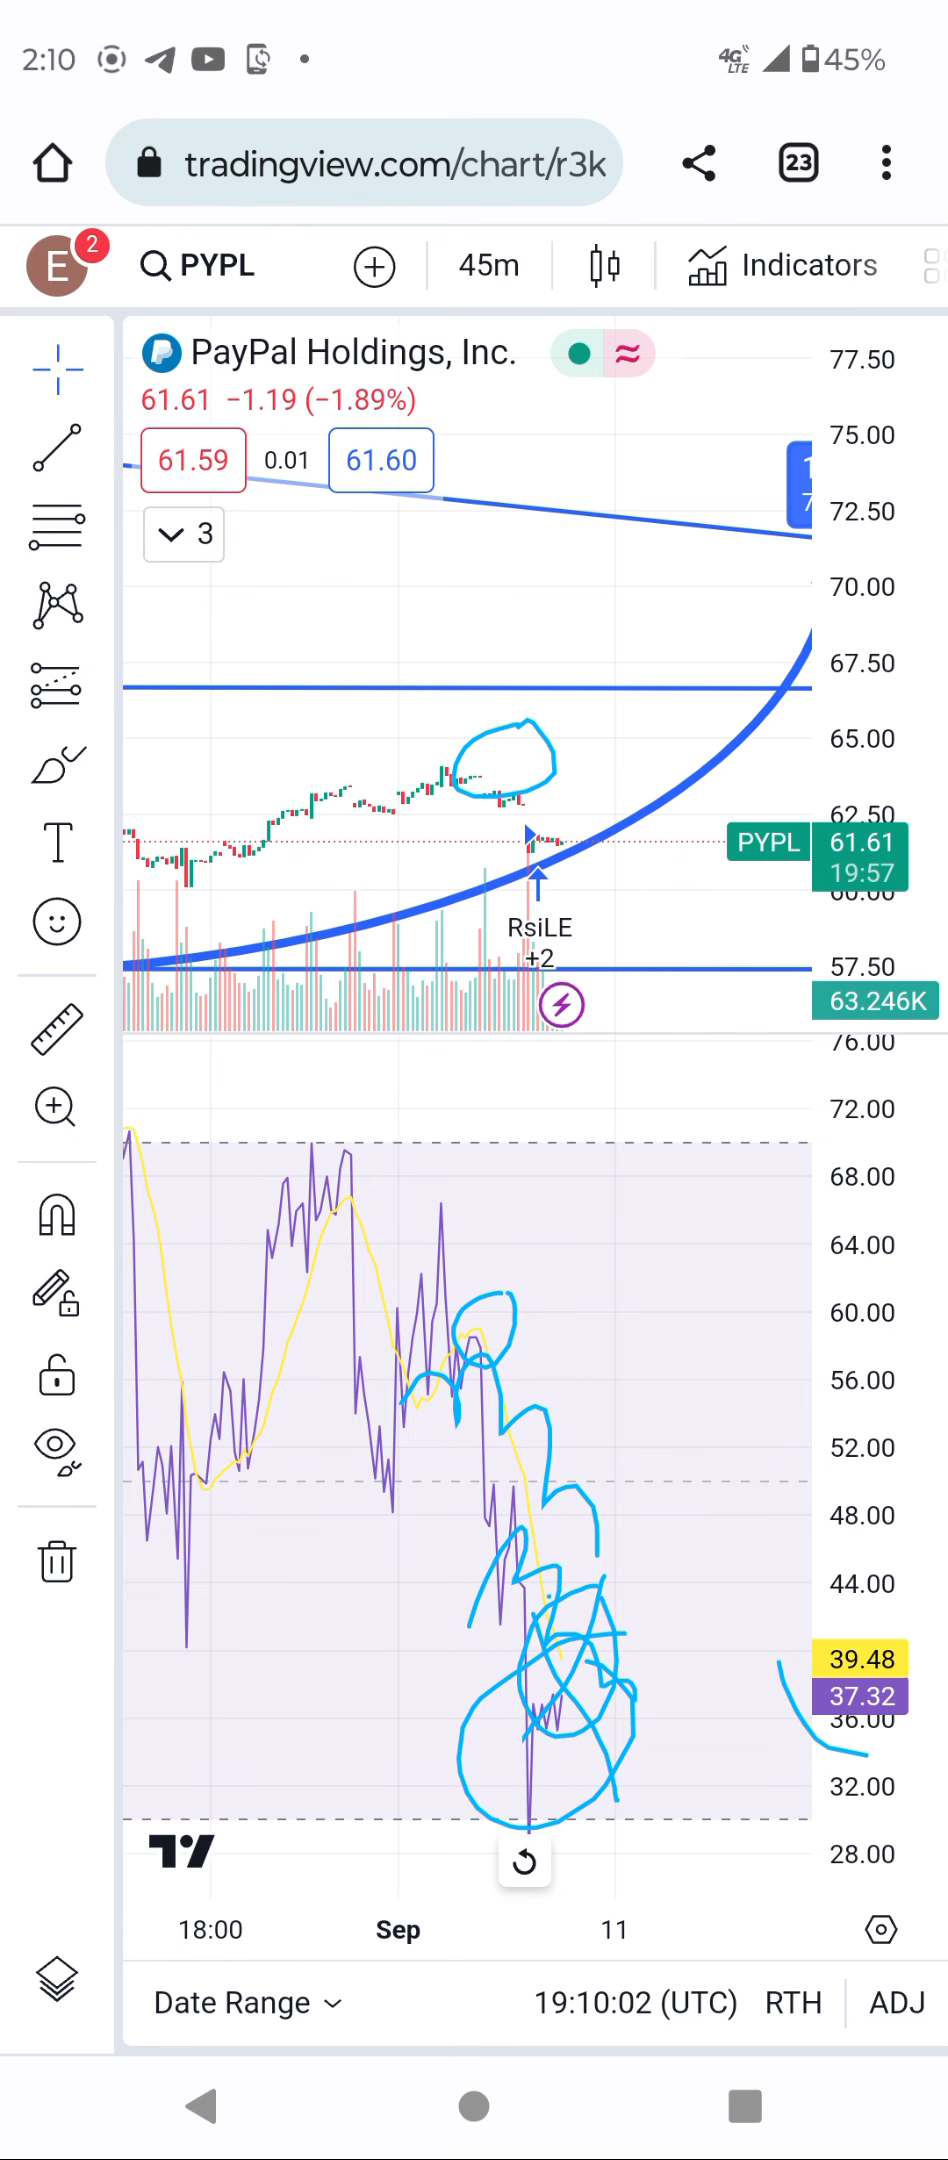 2:10 4G LTE 45%
tradingview.com/chart/r3k 23
E 2 PYPL 45m Indicators
PayPal Holdings, Inc.
61.61 −1.19 (−1.89%)
61.59 0.01 61.60
3
77.50
75.00
72.50
70.00
67.50
65.00
62.50
PYPL 61.61
19:57
60.00
RsiLE
+2
57.50
63.246K
76.00
72.00
68.00
64.00
60.00
56.00
52.00
48.00
44.00
39.48
37.32
36.00
32.00
28.00
18:00 Sep 11
Date Range 19:10:02 (UTC) RTH ADJ